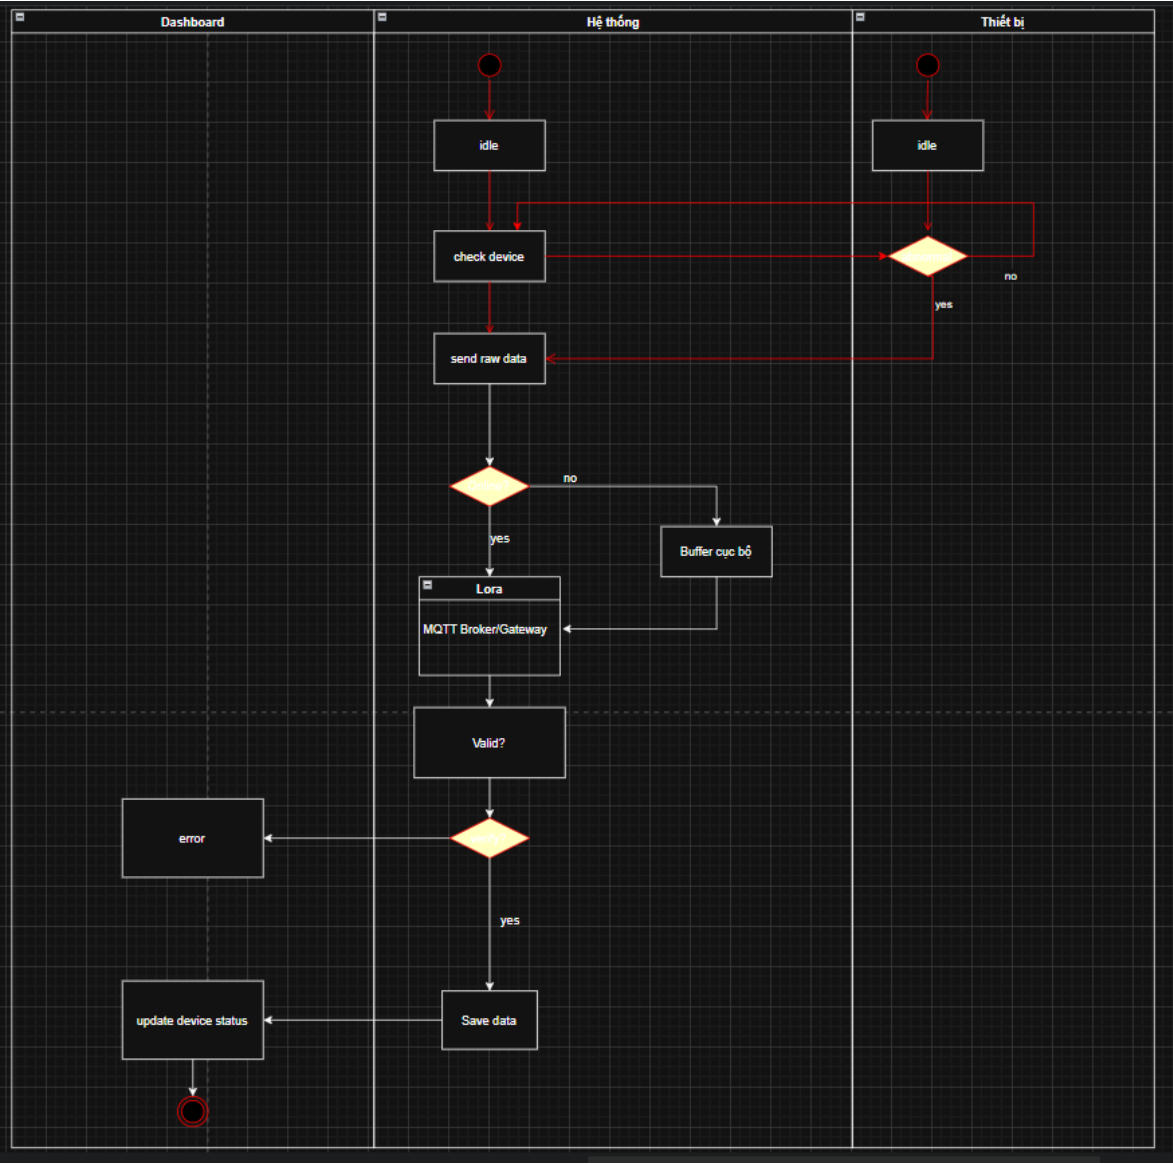 Dashboard
Hệ thống
Thiết bị
idle
idle
check device
no
yes
send raw data
no
yes
Buffer cục bộ
Lora
MQTT Broker/Gateway
Valid?
error
yes
update device status
Save data